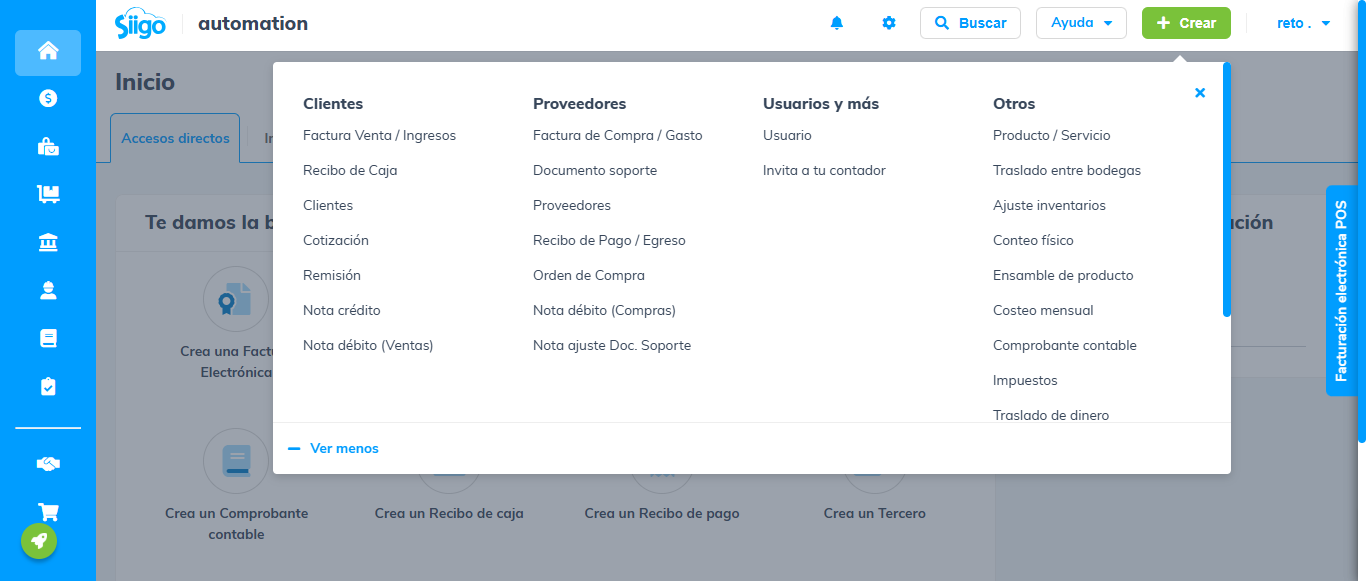 Siigo automation Buscar Ayuda Crear reto .
Inicio
Accesos directos
Te damos la
Crea una
Electrónica
Crea un Comprobante
contable
Crea un Recibo de caja
Crea un Recibo de pago
Crea un Tercero
Clientes
Factura Venta / Ingresos
Recibo de Caja
Clientes
Cotización
Remisión
Nota crédito
Nota débito (Ventas)
Proveedores
Factura de Compra / Gasto
Documento soporte
Proveedores
Recibo de Pago / Egreso
Orden de Compra
Nota débito (Compras)
Nota ajuste Doc. Soporte
Usuarios y más
Usuario
Invita a tu contador
Otros
Producto / Servicio
Traslado entre bodegas
Ajuste inventarios
Conteo físico
Ensamble de producto
Costeo mensual
Comprobante contable
Impuestos
Traslado de dinero
Ver menos
Facturación electrónica POS